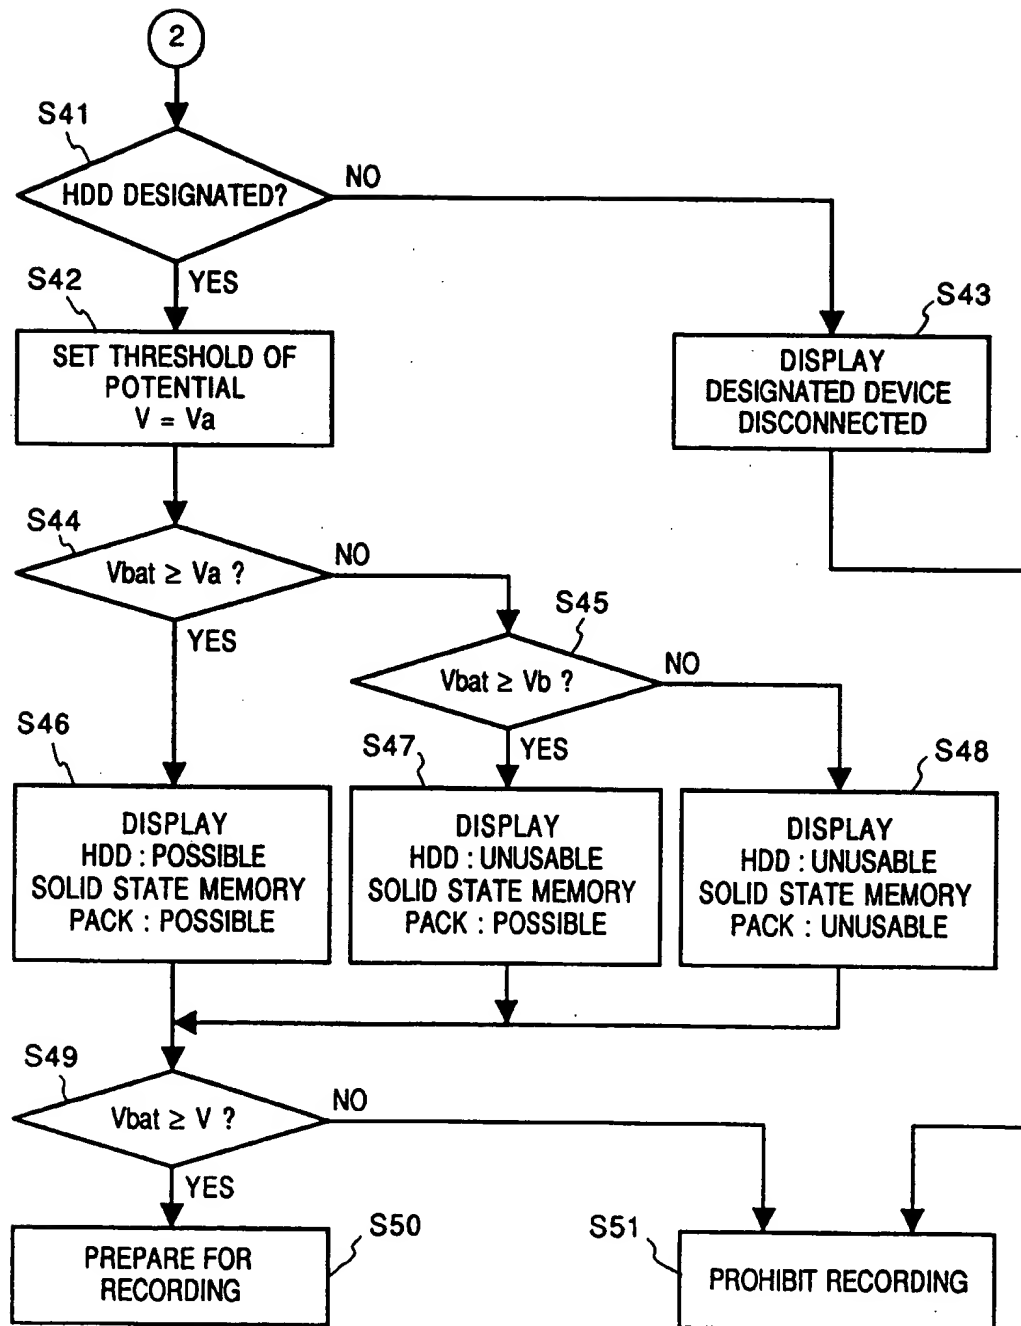 2
S41
HDD DESIGNATED?
NO
YES
S42
SET THRESHOLD OF
POTENTIAL
V = Va
S43
DISPLAY
DESIGNATED DEVICE
DISCONNECTED
S44
Vbat ≥ Va ?
NO
YES
S45
Vbat ≥ Vb ?
NO
YES
S46
DISPLAY
HDD : POSSIBLE
SOLID STATE MEMORY
PACK : POSSIBLE
S47
DISPLAY
HDD : UNUSABLE
SOLID STATE MEMORY
PACK : POSSIBLE
S48
DISPLAY
HDD : UNUSABLE
SOLID STATE MEMORY
PACK : UNUSABLE
S49
Vbat ≥ V ?
NO
YES
S50
PREPARE FOR
RECORDING
S51
PROHIBIT RECORDING